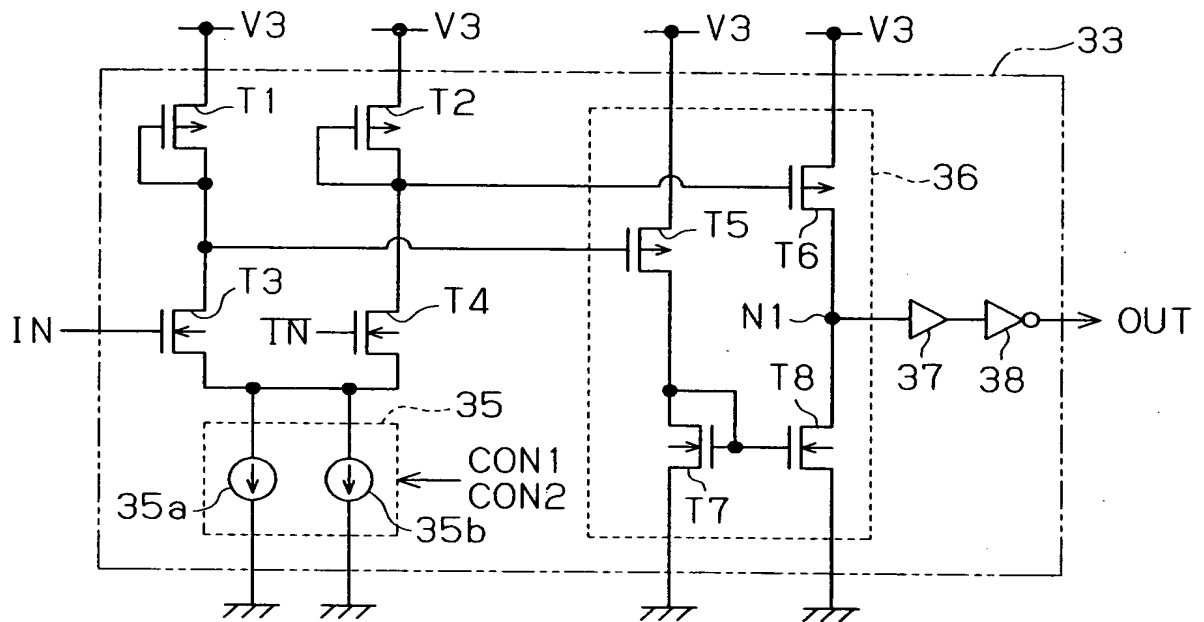 V3
V3
V3
V3
33
T1
T2
36
T5
T6
T3
T4
IN
I̅N̅
N1
OUT
37
38
T8
35
CON1
CON2
35a
35b
T7